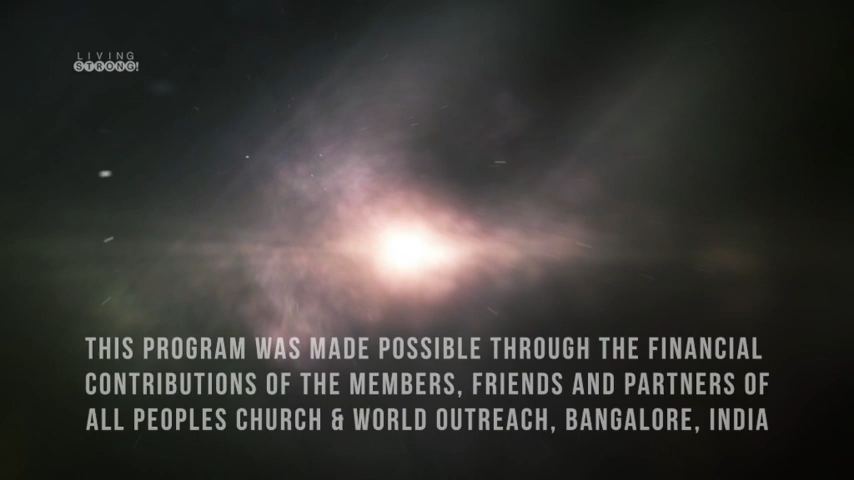 LIVING
STRONG!
THIS PROGRAM WAS MADE POSSIBLE THROUGH THE FINANCIAL
CONTRIBUTIONS OF THE MEMBERS, FRIENDS AND PARTNERS OF
ALL PEOPLES CHURCH & WORLD OUTREACH, BANGALORE, INDIA